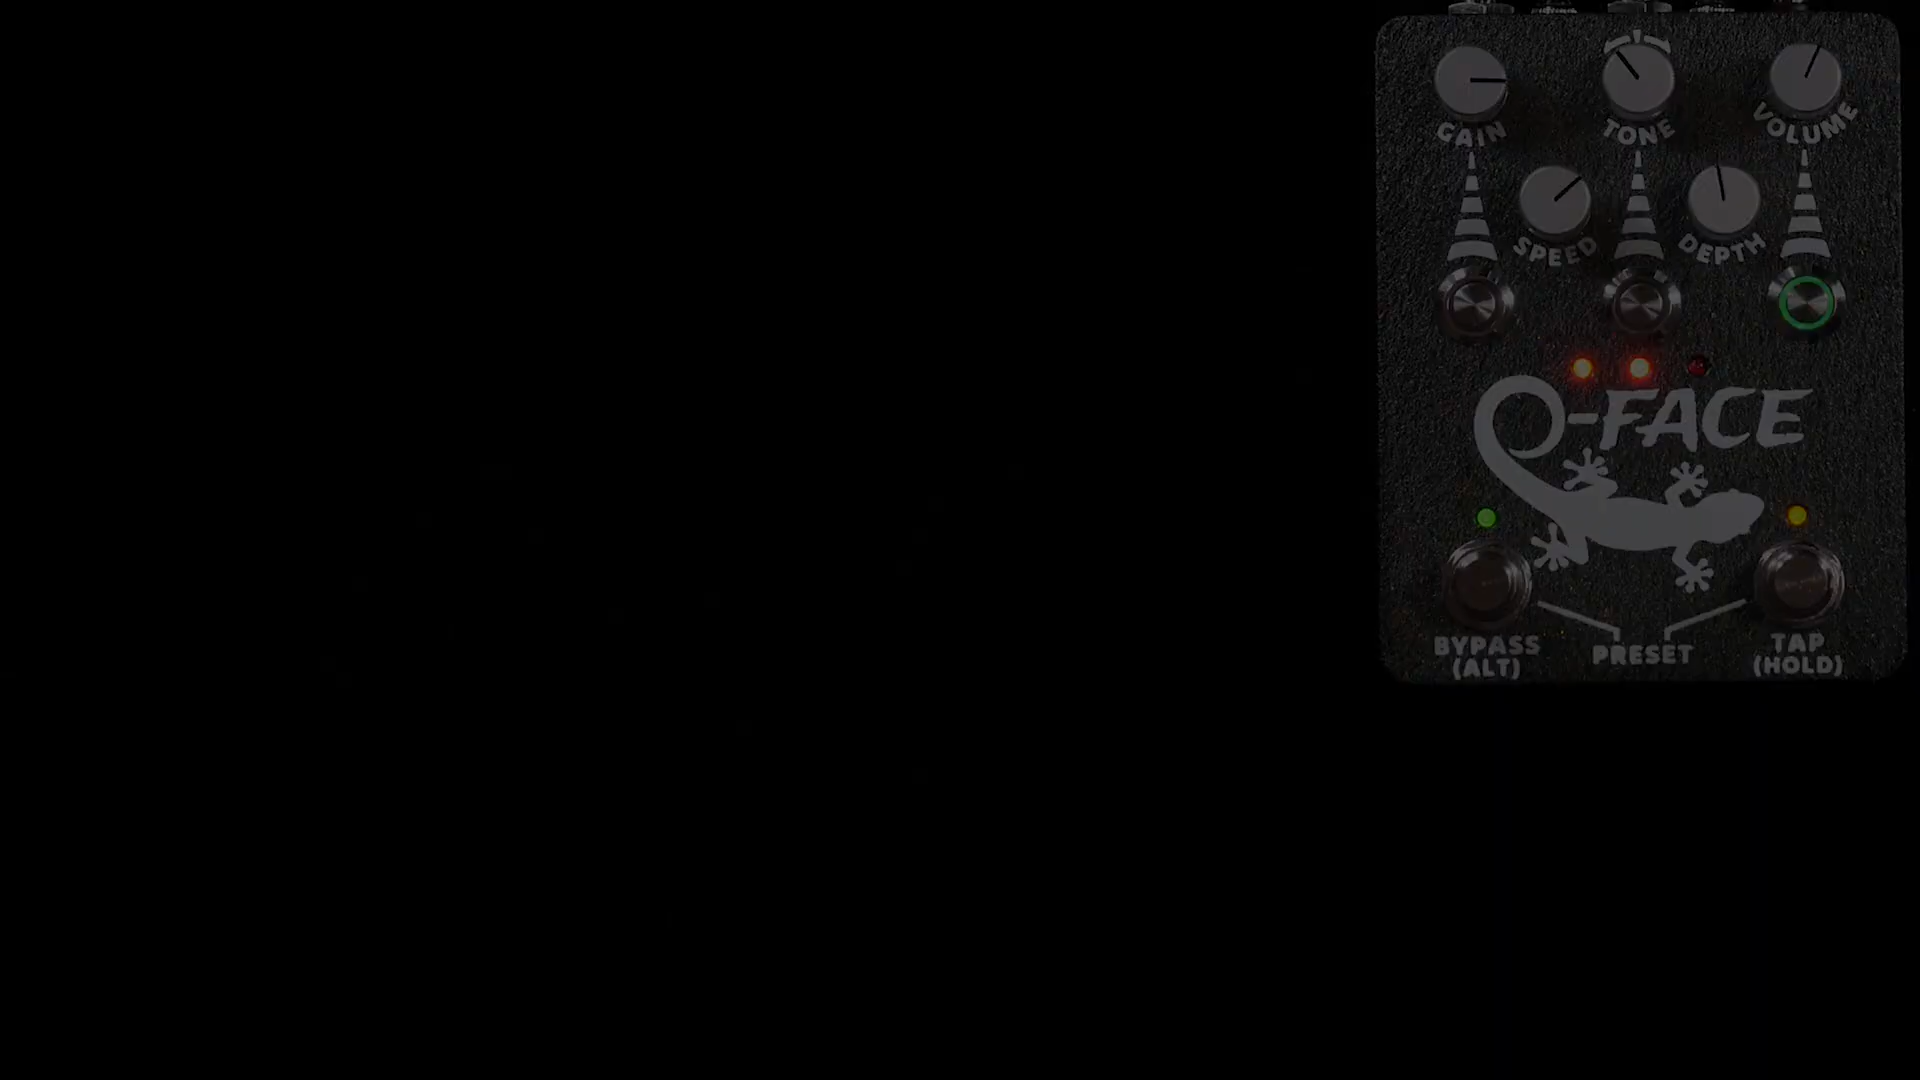 GAIN TONE VOLUME
SPEED DEPTH
O-FACE
BYPASS
(ALT)
PRESET
TAP
(HOLD)